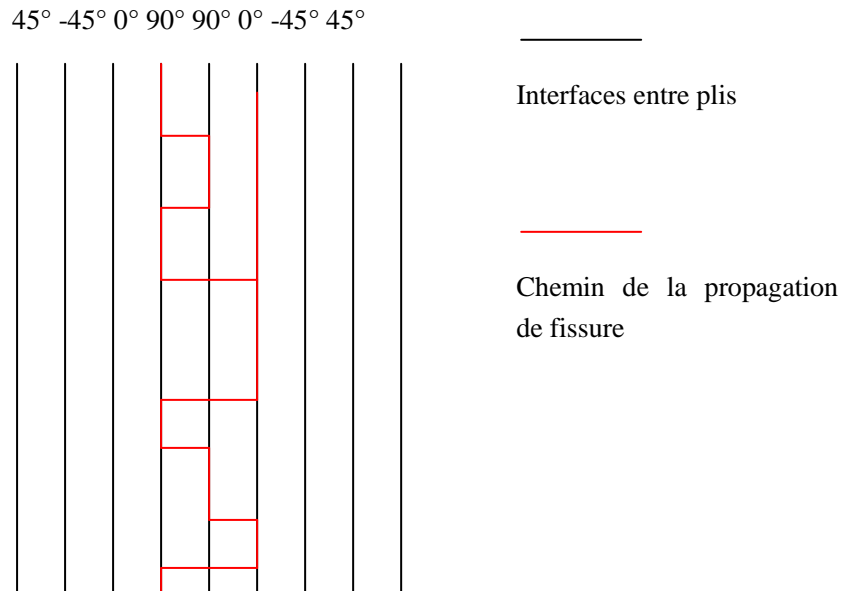 45° -45° 0° 90° 90° 0° -45° 45°
Interfaces entre plis
Chemin de la propagation
de fissure